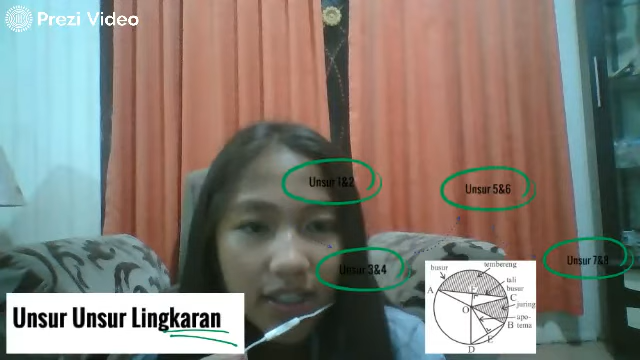 Prezi Video
Unsur 1&2
Unsur 5&6
Unsur 3&4
Unsur 7&8
Unsur Unsur Lingkaran
tembereng
busur
tali
busur
A
C
juring
O
apo-
tema
B
E
D